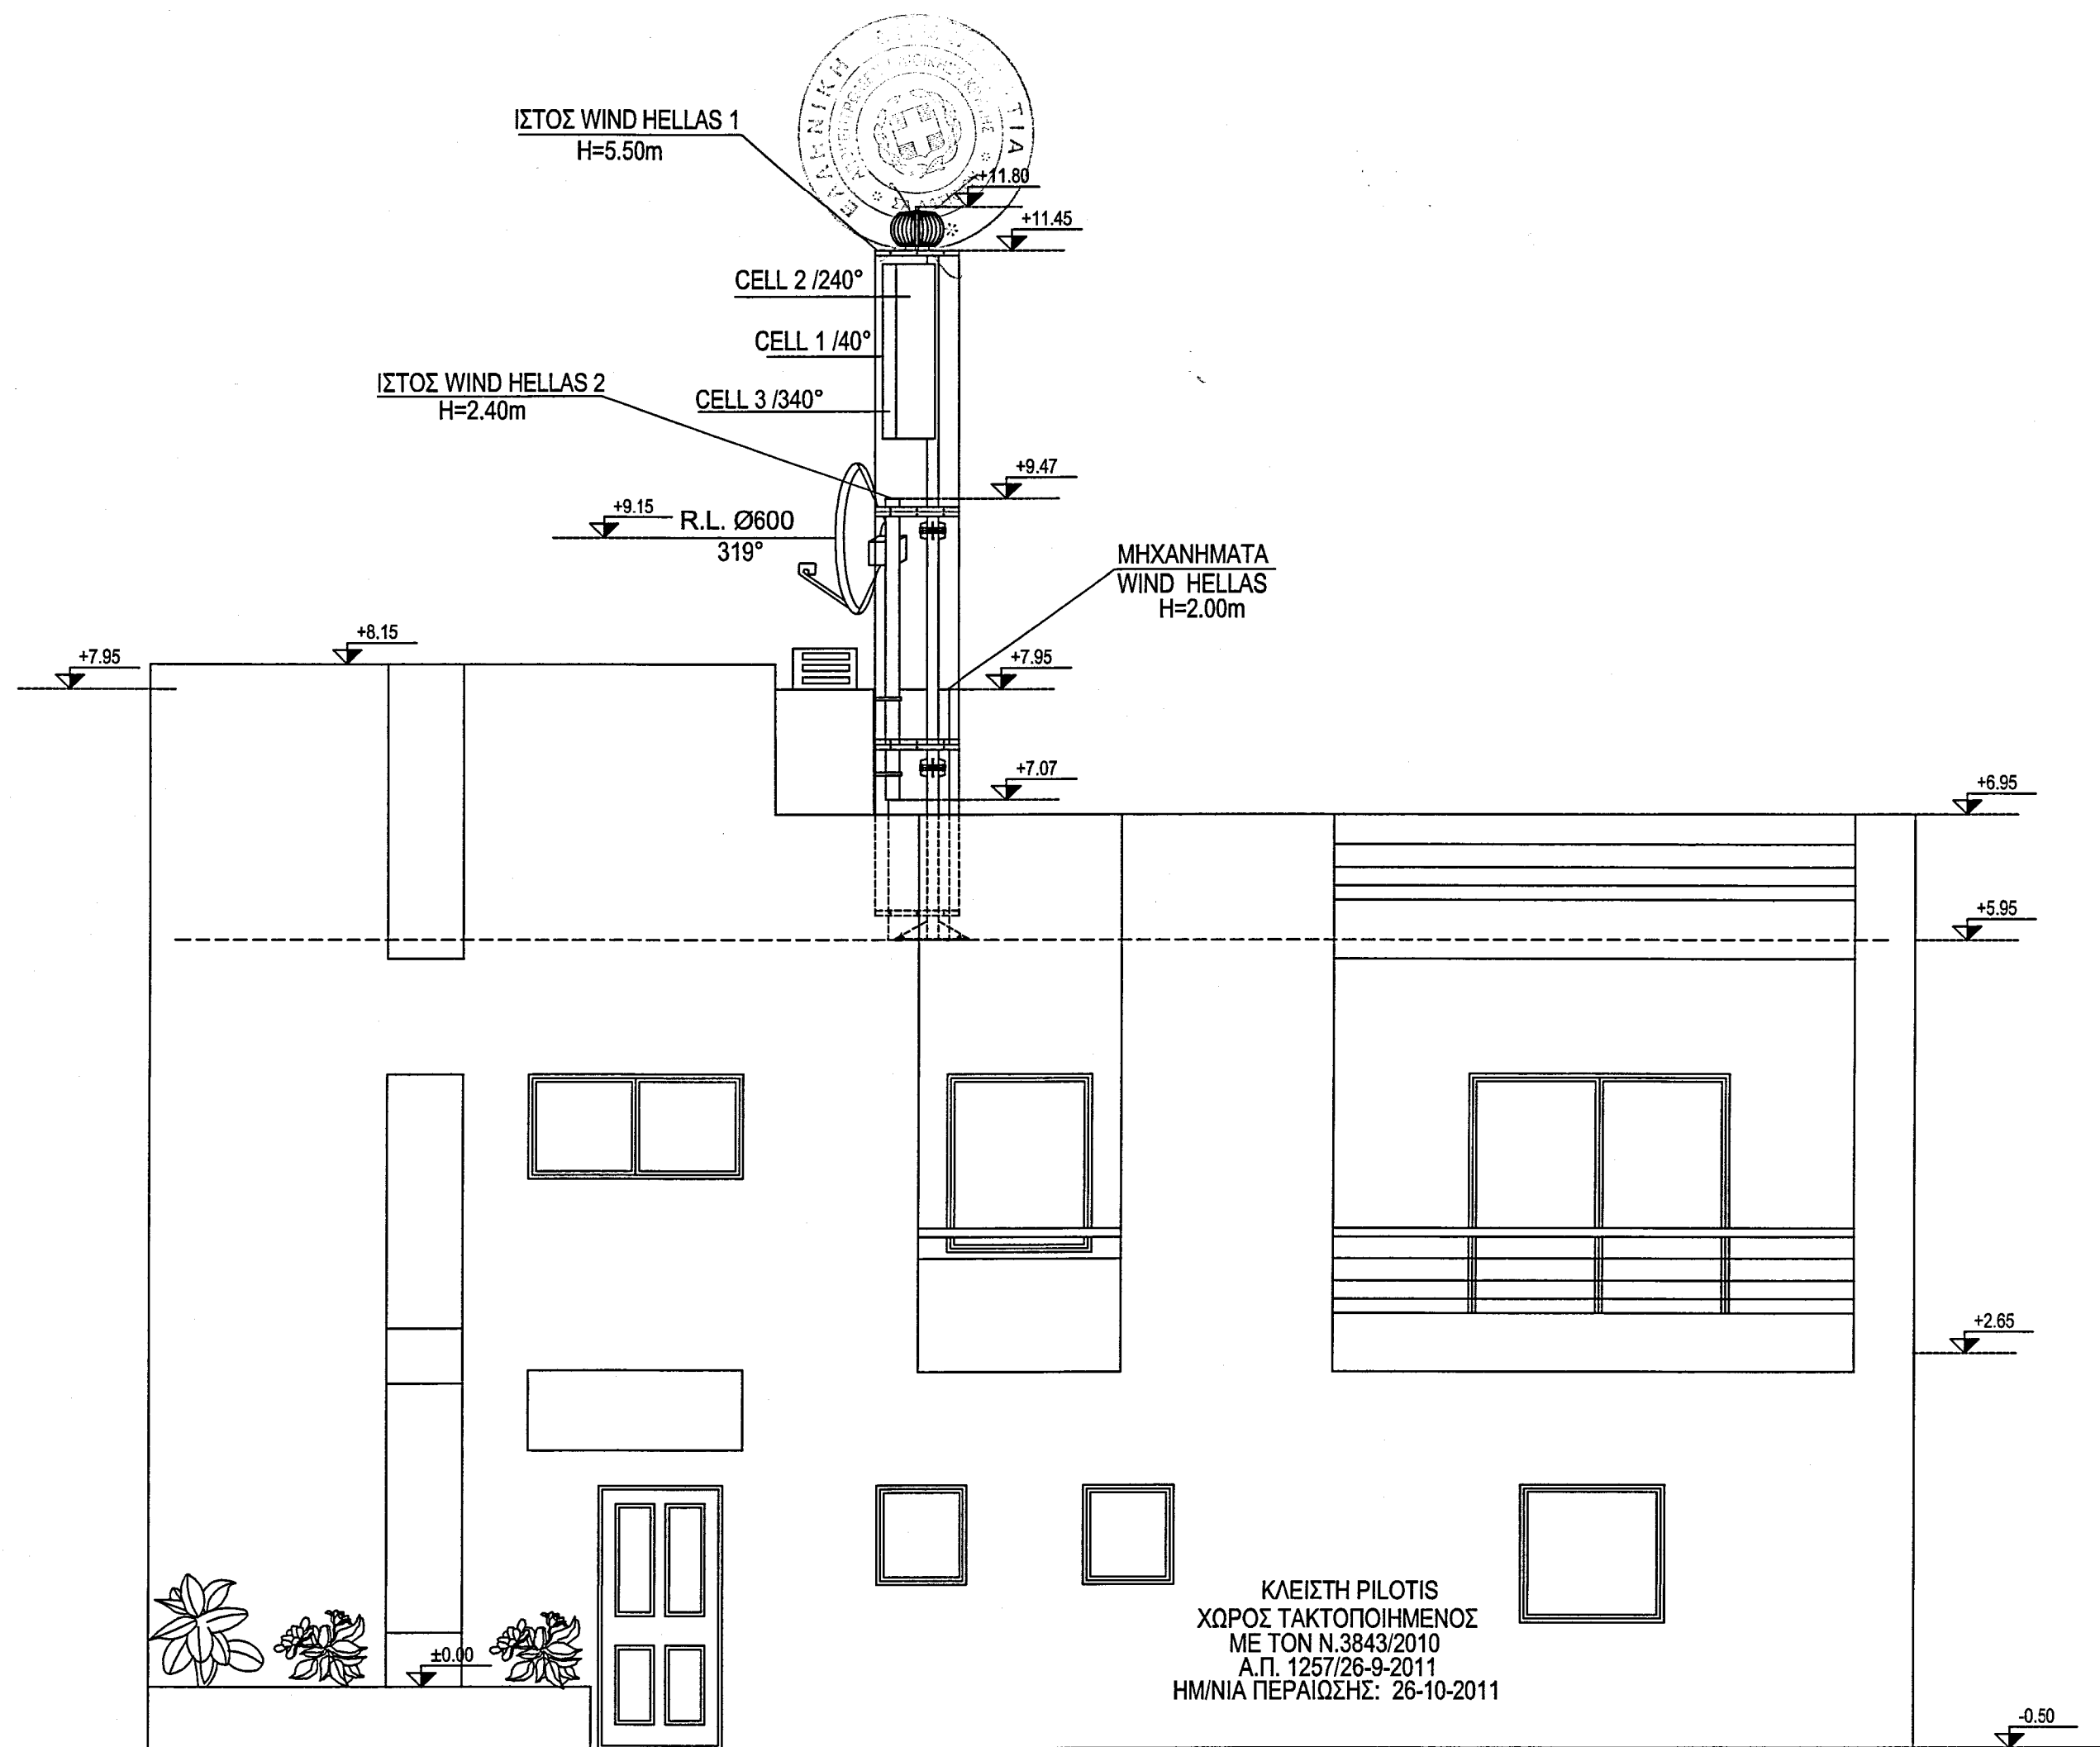 ΕΛΛΗΝΙΚΗ
ΙΣΤΟΣ WIND HELLAS 1
H=5.50m
+11.80
+11.45
CELL 2 /240°
CELL 1 /40°
ΙΣΤΟΣ WIND HELLAS 2
H=2.40m
CELL 3 /340°
+9.47
+9.15
R.L. Ø600
319°
ΜΗΧΑΝΗΜΑΤΑ
WIND HELLAS
H=2.00m
+8.15
+7.95
+7.95
+7.07
+6.95
+5.95
+2.65
ΚΛΕΙΣΤΗ PILOTIS
ΧΩΡΟΣ ΤΑΚΤΟΠΟΙΗΜΕΝΟΣ
ΜΕ ΤΟΝ Ν.3843/2010
Α.Π. 1257/26-9-2011
ΗΜ/ΝΙΑ ΠΕΡΑΙΩΣΗΣ: 26-10-2011
±0.00
-0.50